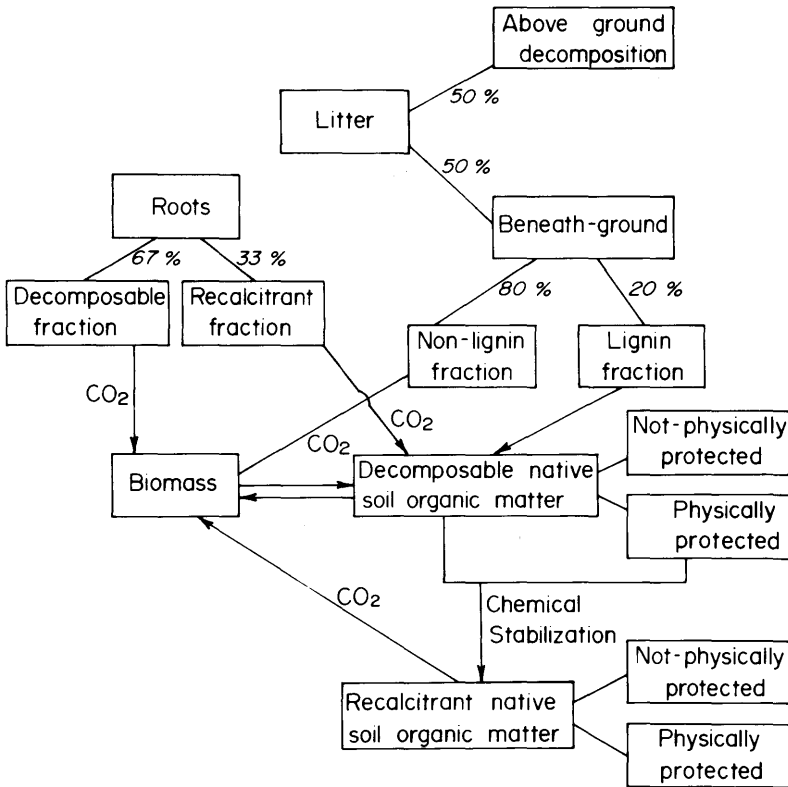 Above ground
decomposition
50 %
Litter
50 %
Roots
Beneath-ground
67 %
33 %
80 %
20 %
Decomposable
fraction
Recalcitrant
fraction
Non-lignin
fraction
Lignin
fraction
CO2
CO2
CO2
Not-physically
protected
Biomass
Decomposable native
soil organic matter
Physically
protected
CO2
Chemical
Stabilization
Not-physically
protected
Recalcitrant native
soil organic matter
Physically
protected